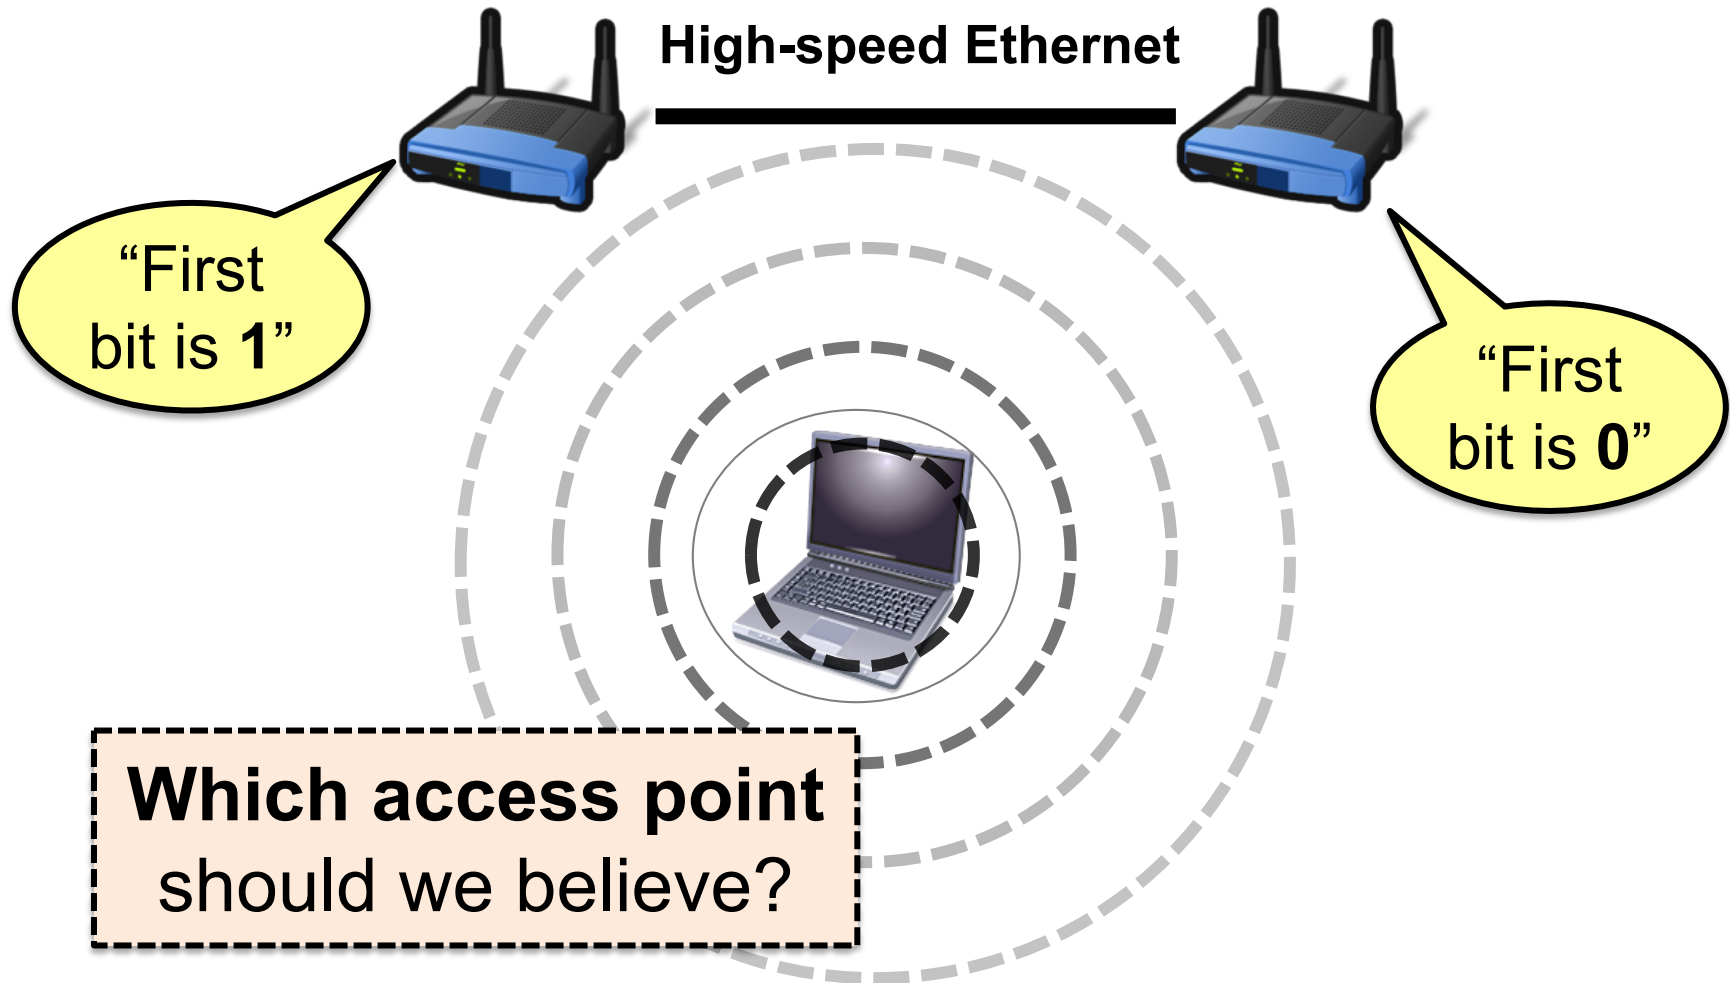 High-speed Ethernet
“First
bit is 1”
“First
bit is 0”
Which access point
should we believe?